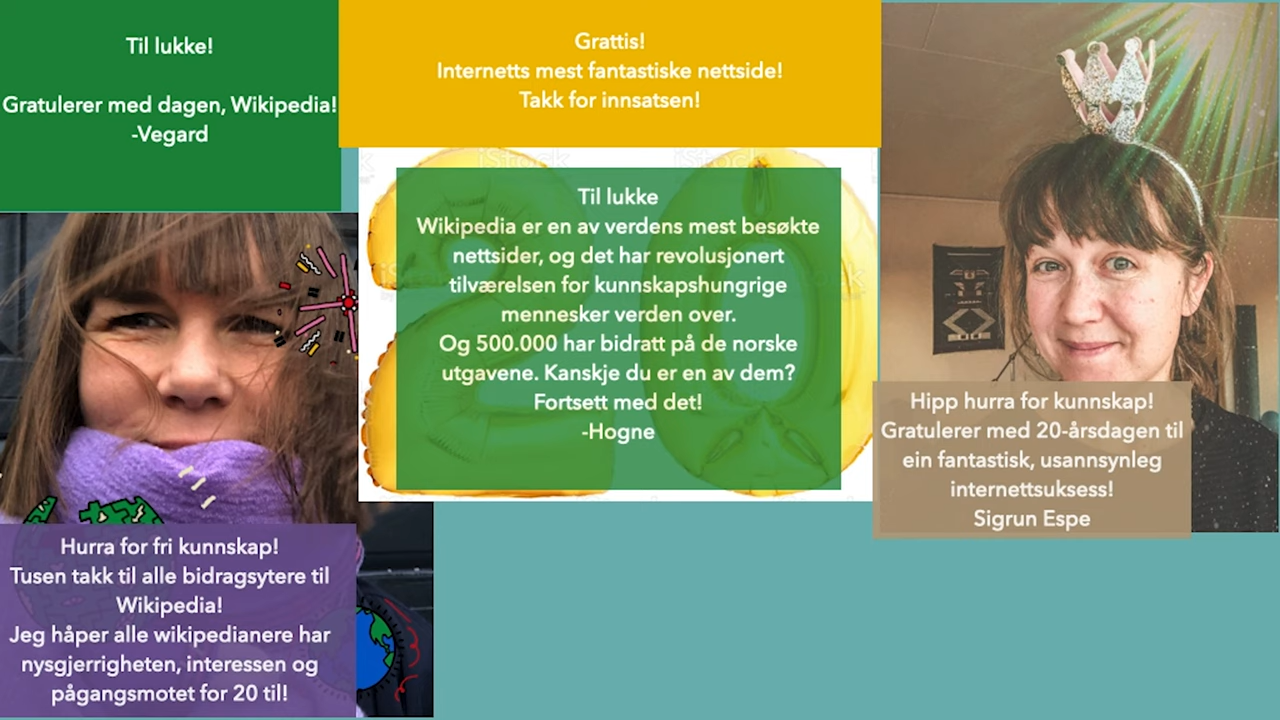 Til lukke!
Gratulerer med dagen, Wikipedia!
-Vegard
Grattis!
Internetts mest fantastiske nettside!
Takk for innsatsen!
iStock
iStock
Til lukke
Wikipedia er en av verdens mest besøkte
nettsider, og det har revolusjonert
tilværelsen for kunnskapshungrige
mennesker verden over.
Og 500.000 har bidratt på de norske
utgavene. Kanskje du er en av dem?
Fortsett med det!
-Hogne
Hipp hurra for kunnskap!
Gratulerer med 20-årsdagen til
ein fantastisk, usannsynleg
internettsuksess!
Sigrun Espe
Hurra for fri kunnskap!
Tusen takk til alle bidragsytere til
Wikipedia!
Jeg håper alle wikipedianere har
nysgjerrigheten, interessen og
pågangsmotet for 20 til!